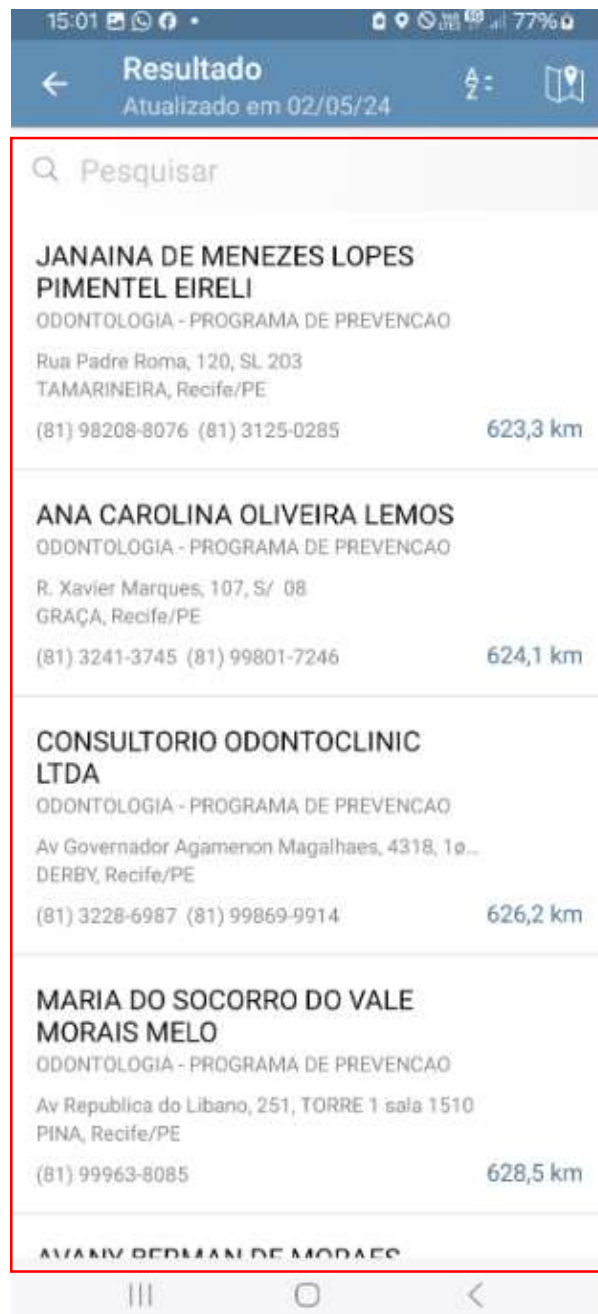 15:01
77%
Resultado
Atualizado em 02/05/24
Pesquisar
JANAINA DE MENEZES LOPES
PIMENTEL EIRELI
ODONTOLOGIA - PROGRAMA DE PREVENCAO
Rua Padre Roma, 120, SL 203
TAMARINEIRA, Recife/PE
(81) 98208-8076 (81) 3125-0285 623,3 km
ANA CAROLINA OLIVEIRA LEMOS
ODONTOLOGIA - PROGRAMA DE PREVENCAO
R. Xavier Marques, 107, S/ 08
GRAÇA, Recife/PE
(81) 3241-3745 (81) 99801-7246 624,1 km
CONSULTORIO ODONTOCLINIC
LTDA
ODONTOLOGIA - PROGRAMA DE PREVENCAO
Av Governador Agamenon Magalhaes, 4318, 1ø...
DERBY, Recife/PE
(81) 3228-6987 (81) 99869-9914 626,2 km
MARIA DO SOCORRO DO VALE
MORAIS MELO
ODONTOLOGIA - PROGRAMA DE PREVENCAO
Av Republica do Libano, 251, TORRE 1 sala 1510
PINA, Recife/PE
(81) 99963-8085 628,5 km
AVANY BERMAN DE MORAES